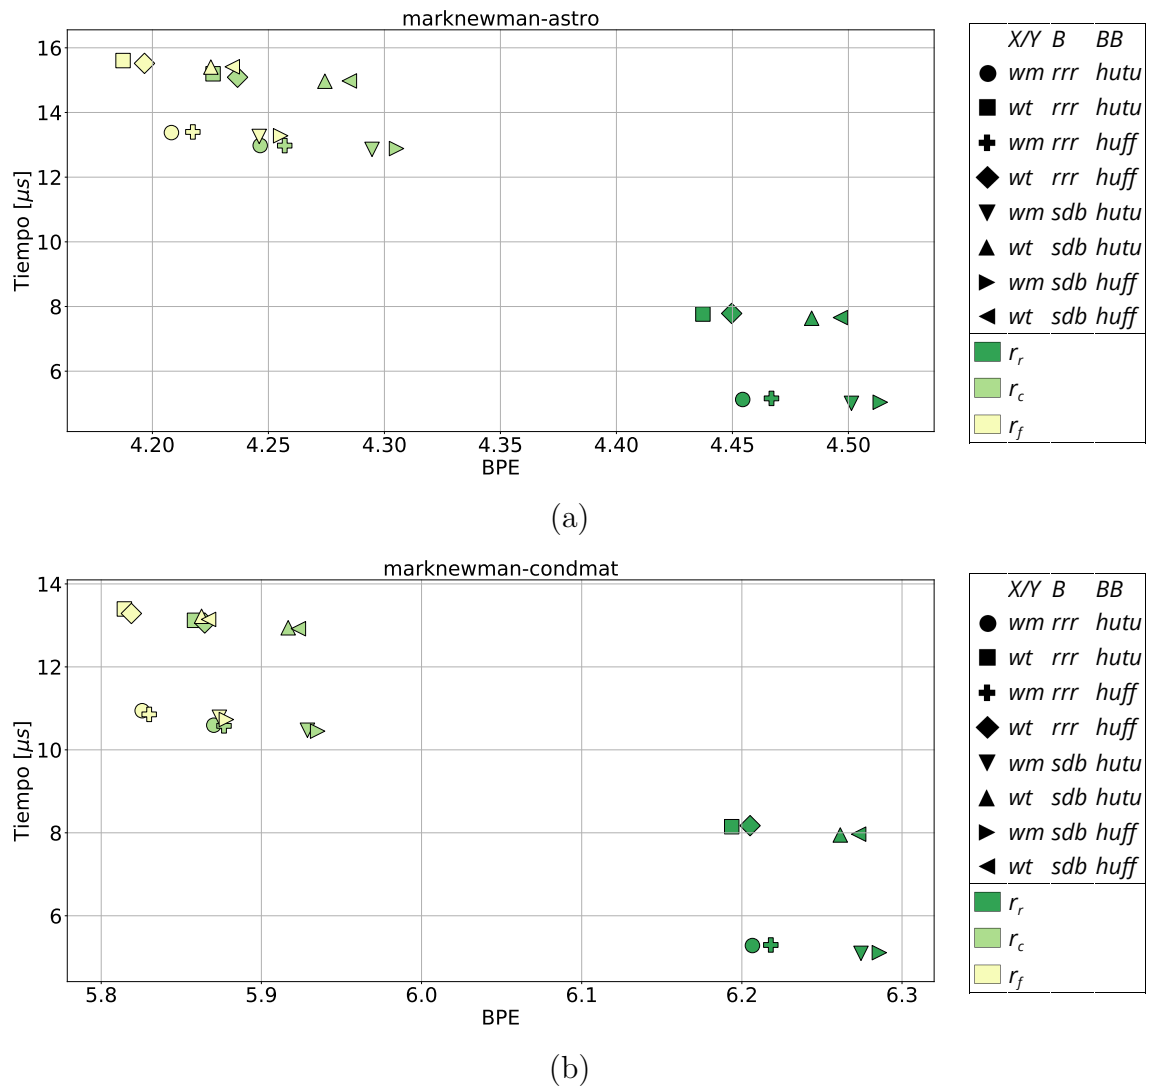 marknewman-astro
16
14
12
10
8
6
Tiempo [μs]
4.20 4.25 4.30 4.35 4.40 4.45 4.50
BPE
X/Y B BB
wm rrr hutu
wt rrr hutu
wm rrr huff
wt rrr huff
wm sdb hutu
wt sdb hutu
wm sdb huff
wt sdb huff
r_r
r_c
r_f
(a)
marknewman-condmat
14
12
10
8
6
Tiempo [μs]
5.8 5.9 6.0 6.1 6.2 6.3
BPE
X/Y B BB
wm rrr hutu
wt rrr hutu
wm rrr huff
wt rrr huff
wm sdb hutu
wt sdb hutu
wm sdb huff
wt sdb huff
r_r
r_c
r_f
(b)